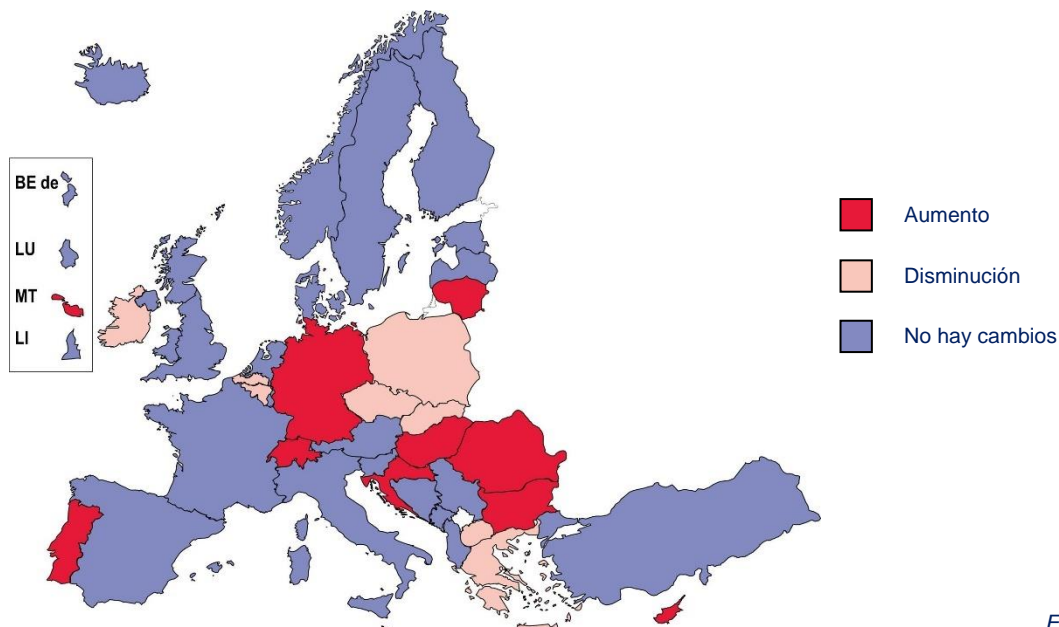 BE de
LU
MT
LI
Aumento
Disminución
No hay cambios